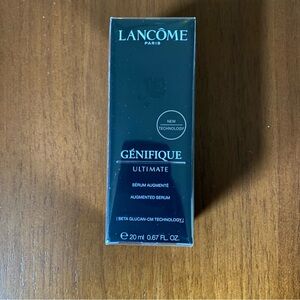 LANCÔME
PARIS
NEW
TECHNOLOGY
GÉNIFIQUE
ULTIMATE
SÉRUM AUGMENTÉ
AUGMENTED SERUM
[BETA GLUCAN-CM TECHNOLOGY]
℮ 20 ml 0.67 FL. OZ.